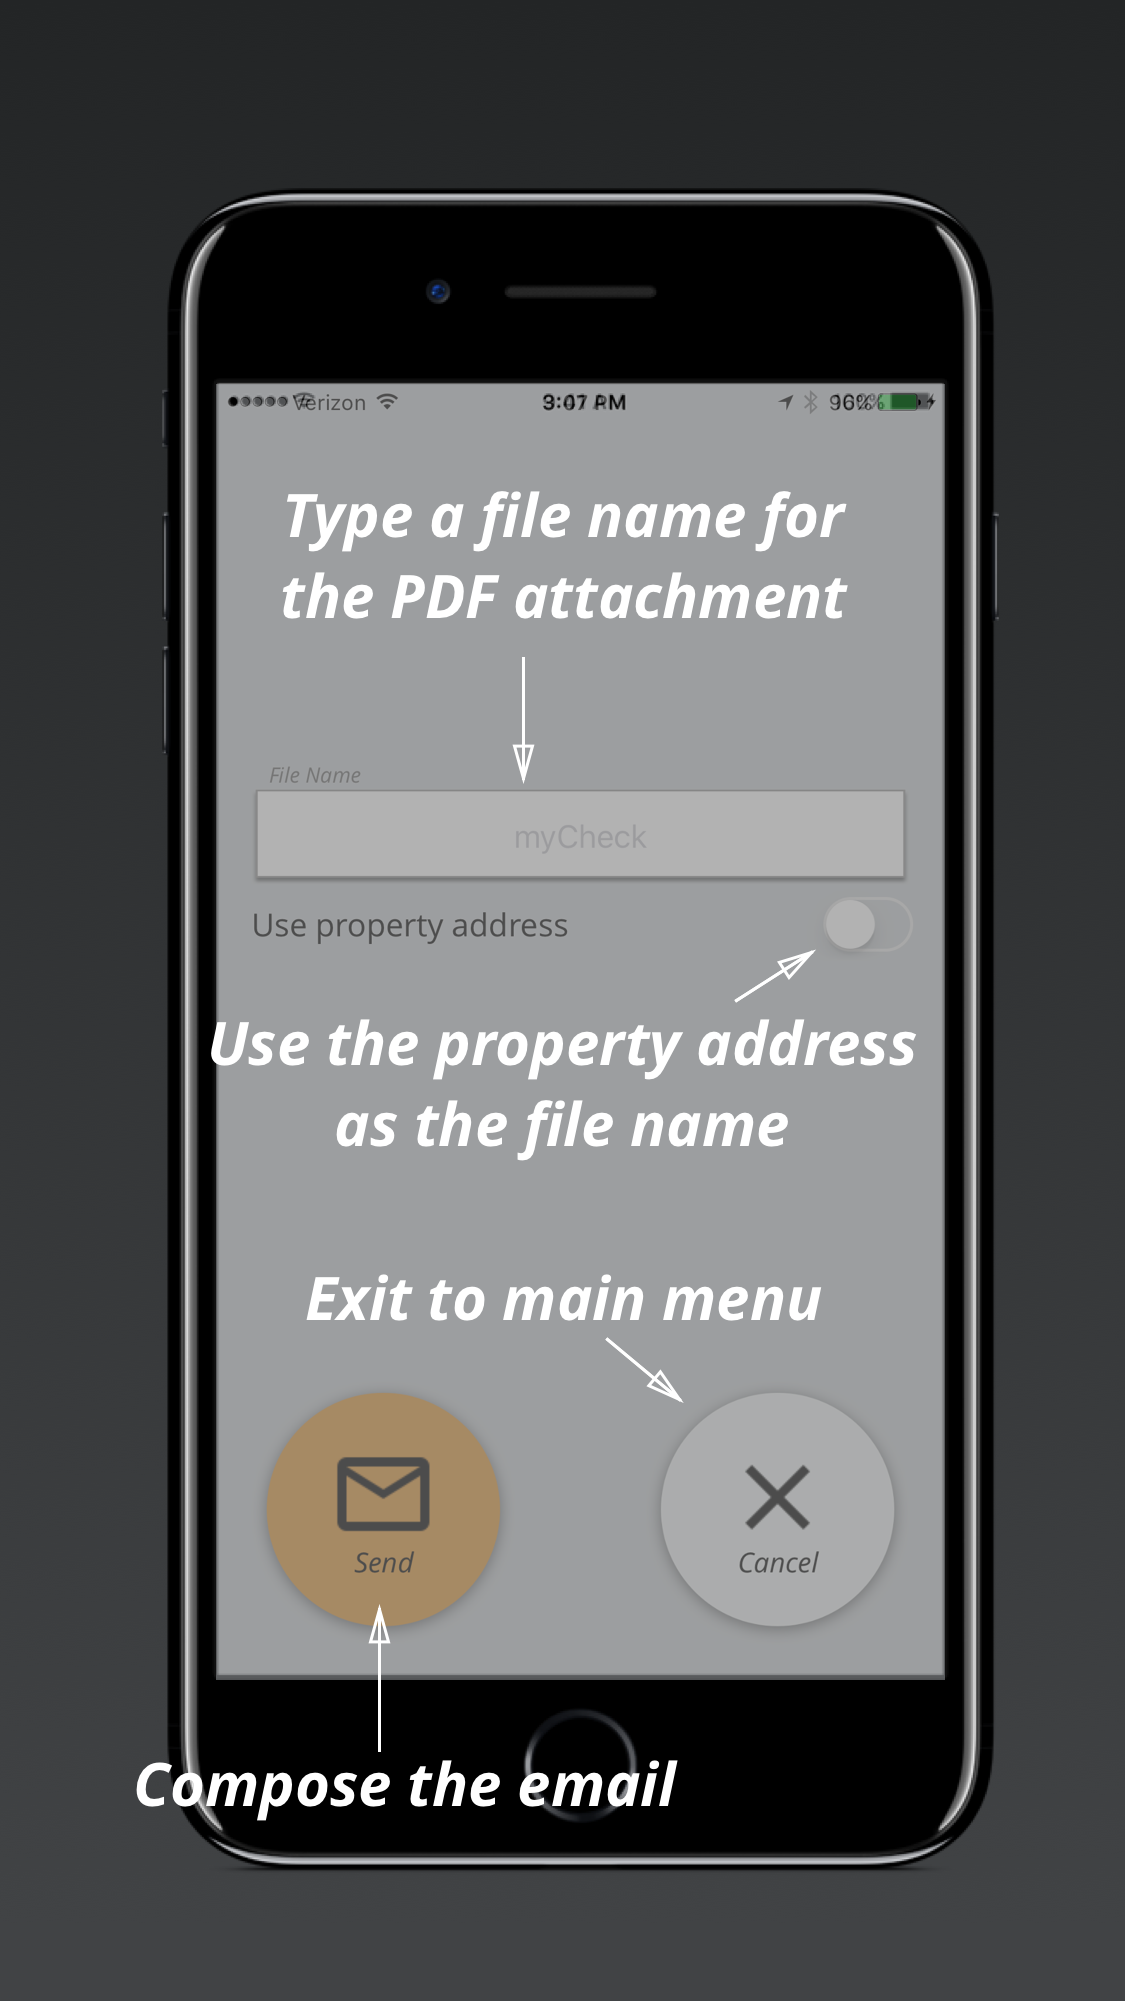 Verizon 3:07 PM 96%
Type a file name for
the PDF attachment
File Name
myCheck
Use property address
Use the property address
as the file name
Exit to main menu
Send
Cancel
Compose the email